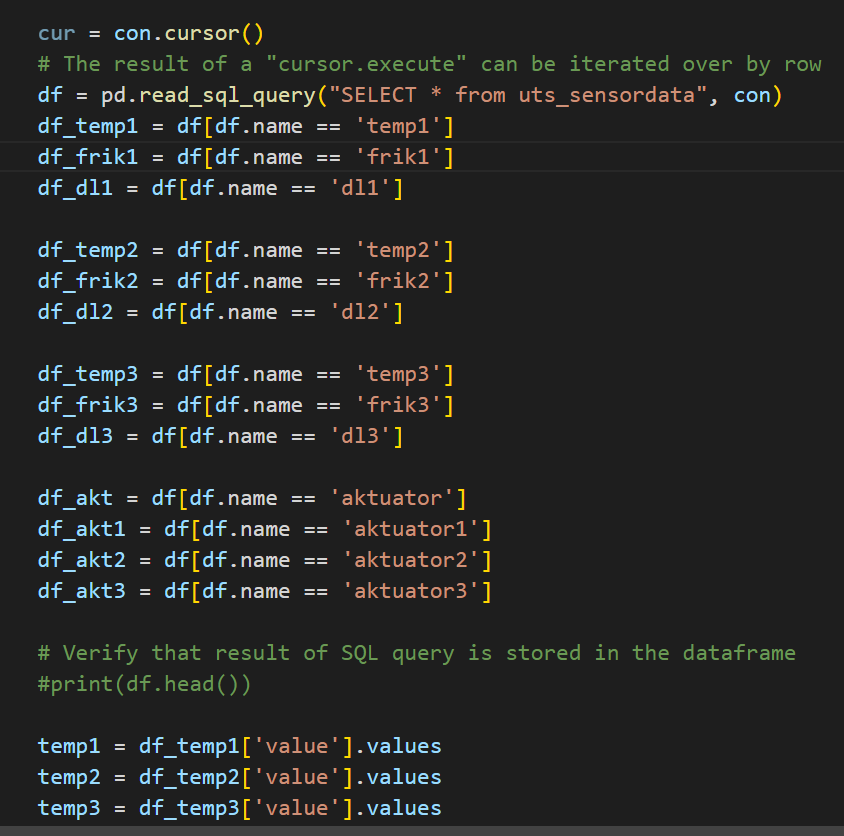 cur = con.cursor()
# The result of a "cursor.execute" can be iterated over by row
df = pd.read_sql_query("SELECT * from uts_sensordata", con)
df_temp1 = df[df.name == 'temp1']
df_frik1 = df[df.name == 'frik1']
df_dl1 = df[df.name == 'dl1']
df_temp2 = df[df.name == 'temp2']
df_frik2 = df[df.name == 'frik2']
df_dl2 = df[df.name == 'dl2']
df_temp3 = df[df.name == 'temp3']
df_frik3 = df[df.name == 'frik3']
df_dl3 = df[df.name == 'dl3']
df_akt = df[df.name == 'aktuator']
df_akt1 = df[df.name == 'aktuator1']
df_akt2 = df[df.name == 'aktuator2']
df_akt3 = df[df.name == 'aktuator3']
# Verify that result of SQL query is stored in the dataframe
#print(df.head())
temp1 = df_temp1['value'].values
temp2 = df_temp2['value'].values
temp3 = df_temp3['value'].values